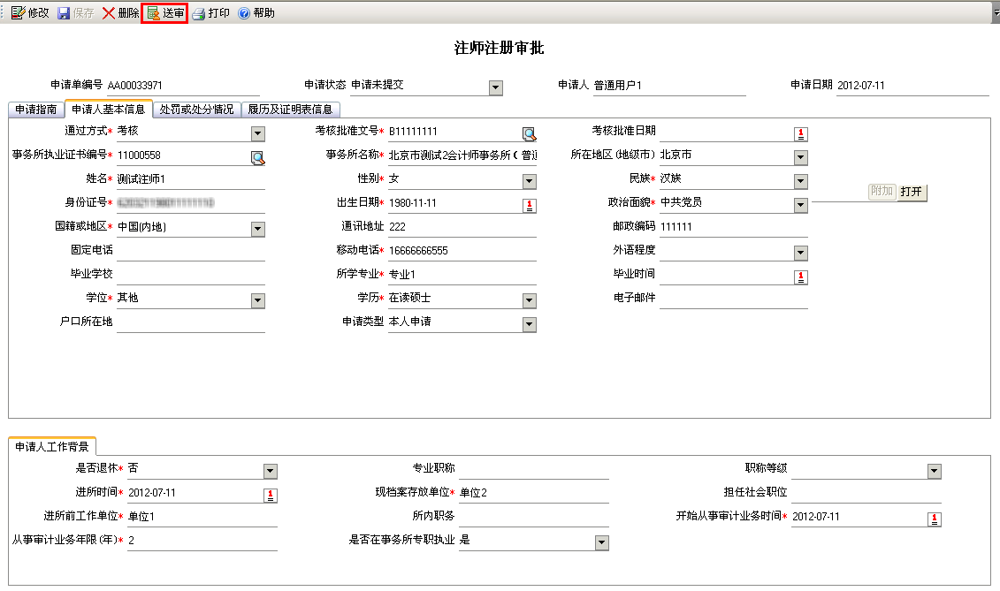 修改 保存 删除 送审 打印 帮助
注师注册审批
申请单编号 AA00033971 申请状态 申请未提交 申请人 普通用户1 申请日期 2012-07-11
申请指南 申请人基本信息 处罚或处分情况 履历及证明表信息
通过方式* 考核 考核批准文号* B11111111 考核批准日期
事务所执业证书编号* 11000558 事务所名称* 北京市测试2会计师事务所( 普通 所在地区(地级市) 北京市
姓名* 测试注师1 性别* 女 民族* 汉族 附加 打开
身份证号* 出生日期* 1980-11-11 政治面貌* 中共党员
国籍或地区* 中国(内地) 通讯地址 222 邮政编码 111111
固定电话 移动电话* 16666666555 外语程度
毕业学校 所学专业* 专业1 毕业时间
学位* 其他 学历* 在读硕士 电子邮件
户口所在地 申请类型 本人申请
申请人工作背景
是否退休* 否 专业职称 职称等级
进所时间* 2012-07-11 现档案存放单位* 单位2 担任社会职位
进所前工作单位* 单位1 所内职务 开始从事审计业务时间* 2012-07-11
从事审计业务年限(年)* 2 是否在事务所专职执业 是